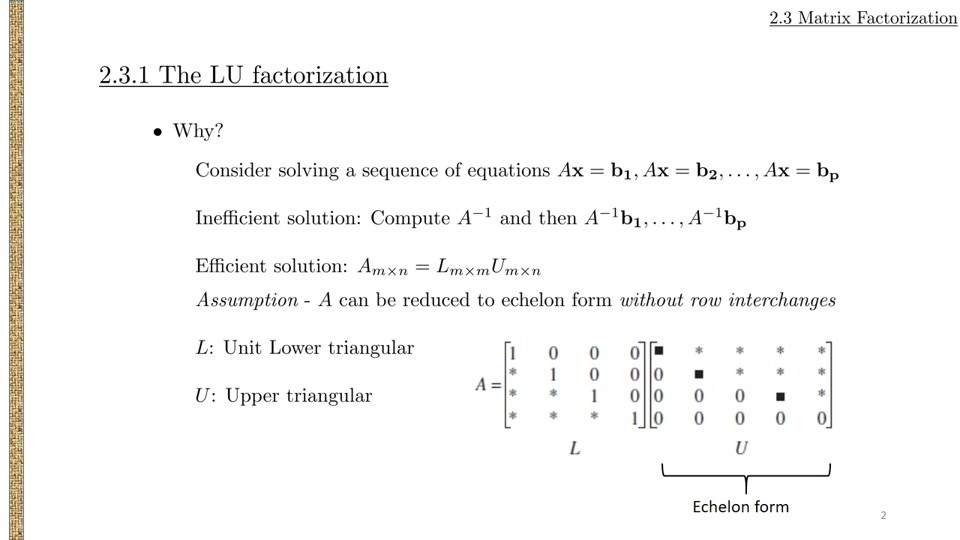 2.3 Matrix Factorization
2.3.1 The LU factorization
• Why?
Consider solving a sequence of equations Ax = b₁, Ax = b₂, . . . , Ax = bₚ
Inefficient solution: Compute A⁻¹ and then A⁻¹b₁, . . . , A⁻¹bₚ
Efficient solution: Aₘ×ₙ = Lₘ×ₘUₘ×ₙ
Assumption - A can be reduced to echelon form without row interchanges
L: Unit Lower triangular
U: Upper triangular
A =
1 0 0 0 ■ * * * *
* 1 0 0 0 ■ * * *
* * 1 0 0 0 0 ■ *
* * * 1 0 0 0 0 0
L U
Echelon form
2